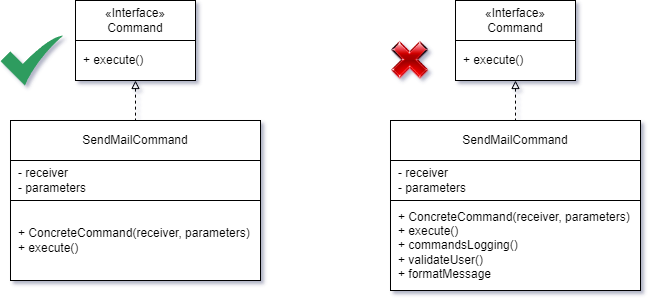 «Interface»
Command
+ execute()
SendMailCommand
- receiver
- parameters
+ ConcreteCommand(receiver, parameters)
+ execute()
«Interface»
Command
+ execute()
SendMailCommand
- receiver
- parameters
+ ConcreteCommand(receiver, parameters)
+ execute()
+ commandsLogging()
+ validateUser()
+ formatMessage